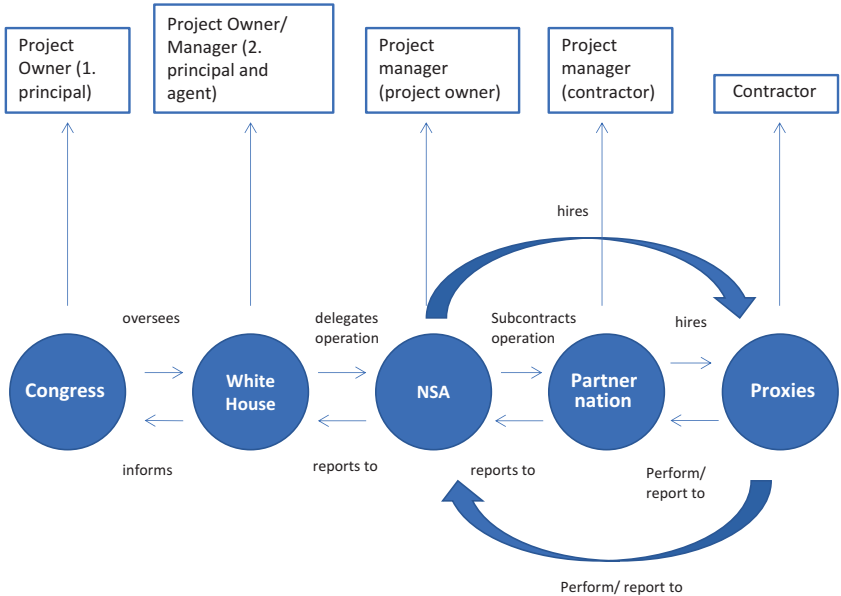 Project
Owner (1.
principal)
Project Owner/
Manager (2.
principal and
agent)
Project
manager
(project owner)
Project
manager
(contractor)
Contractor
hires
oversees
delegates
operation
Subcontracts
operation
hires
Congress
White
House
NSA
Partner
nation
Proxies
informs
reports to
reports to
Perform/
report to
Perform/ report to